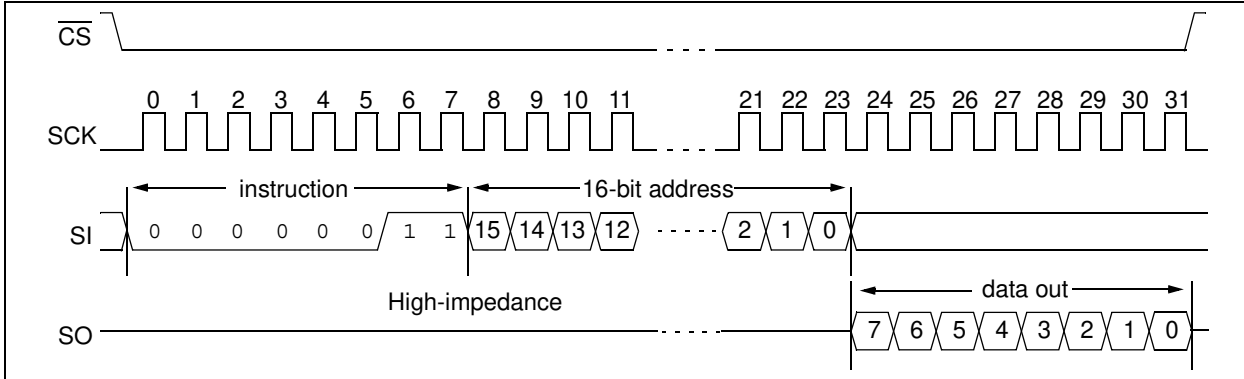 CS
0 1 2 3 4 5 6 7 8 9 10 11 21 22 23 24 25 26 27 28 29 30 31
SCK
instruction 16-bit address
SI 0 0 0 0 0 0 1 1 15 14 13 12 2 1 0
High-impedance data out
SO 7 6 5 4 3 2 1 0